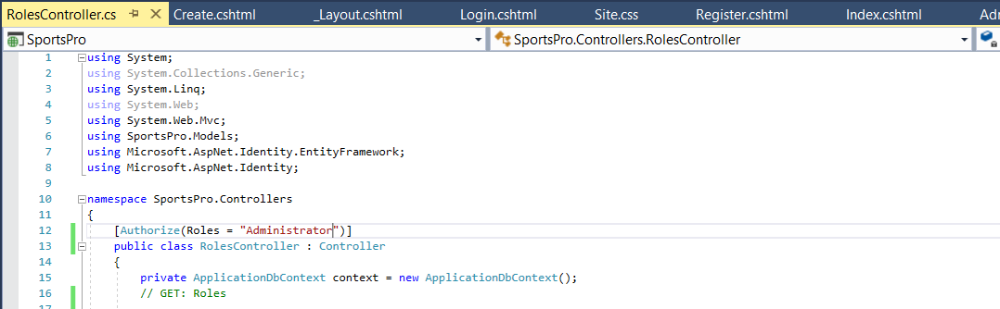 RolesController.cs Create.cshtml _Layout.cshtml Login.cshtml Site.css Register.cshtml Index.cshtml Adm
SportsPro SportsPro.Controllers.RolesController
1 using System;
2 using System.Collections.Generic;
3 using System.Linq;
4 using System.Web;
5 using System.Web.Mvc;
6 using SportsPro.Models;
7 using Microsoft.AspNet.Identity.EntityFramework;
8 using Microsoft.AspNet.Identity;
9
10 namespace SportsPro.Controllers
11 {
12 [Authorize(Roles = "Administrator")]
13 public class RolesController : Controller
14 {
15 private ApplicationDbContext context = new ApplicationDbContext();
16 // GET: Roles
17